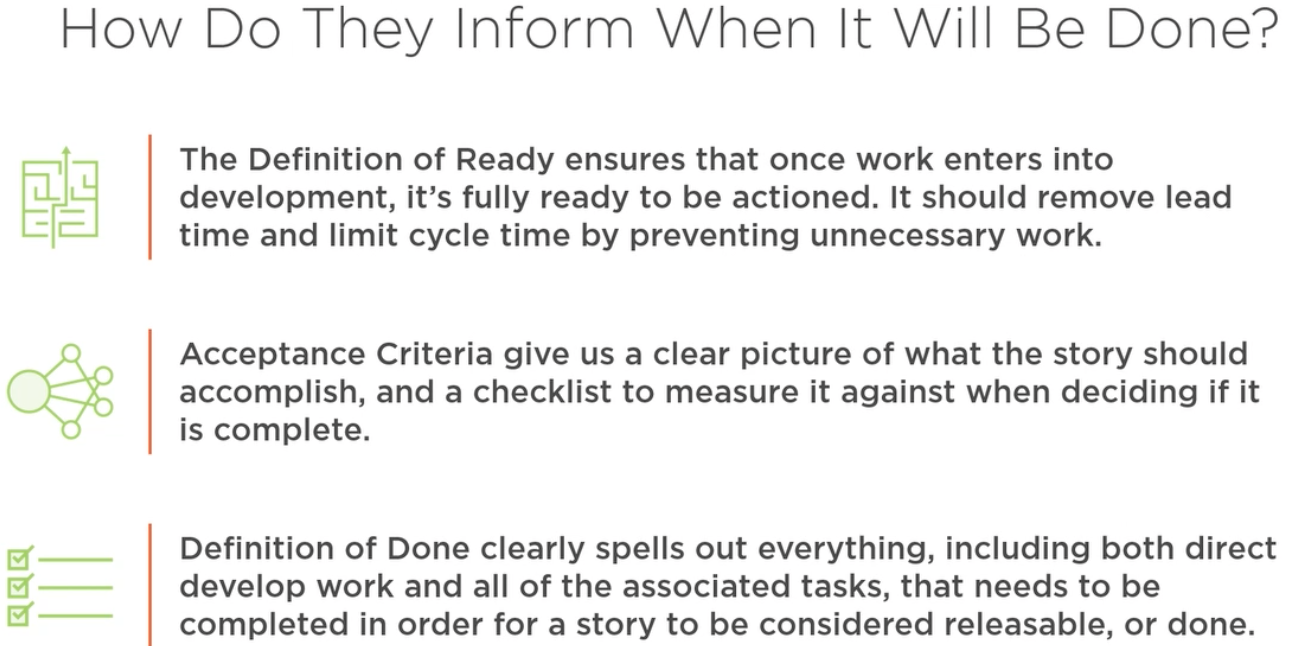 How Do They Inform When It Will Be Done?
The Definition of Ready ensures that once work enters into
development, it’s fully ready to be actioned. It should remove lead
time and limit cycle time by preventing unnecessary work.
Acceptance Criteria give us a clear picture of what the story should
accomplish, and a checklist to measure it against when deciding if it
is complete.
Definition of Done clearly spells out everything, including both direct
develop work and all of the associated tasks, that needs to be
completed in order for a story to be considered releasable, or done.